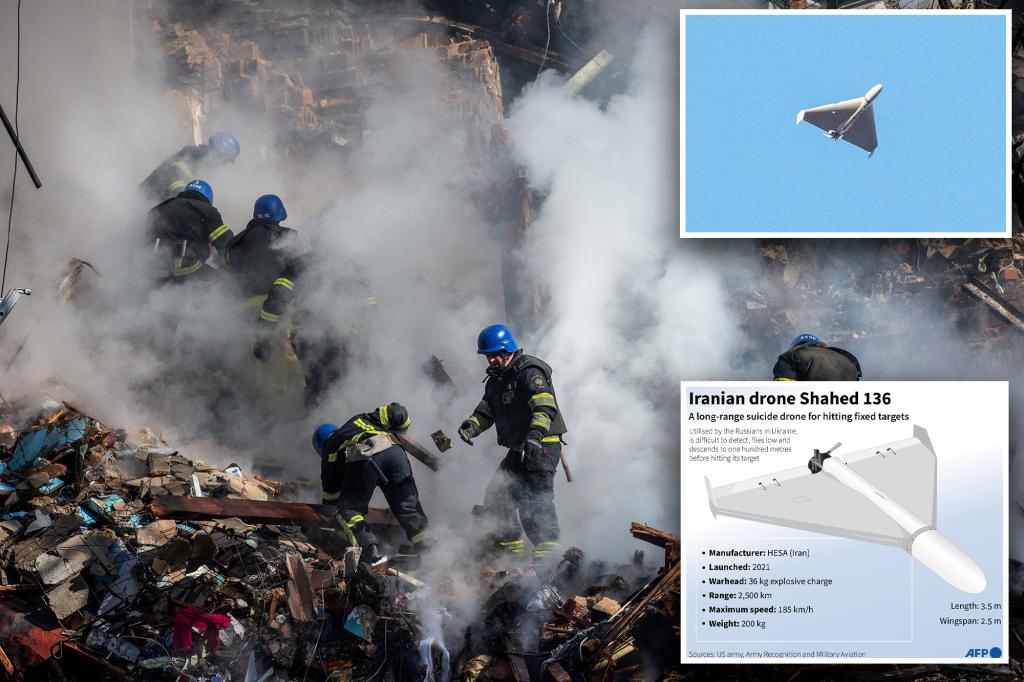 Iranian drone Shahed 136
A long-range suicide drone for hitting fixed targets
Utilised by the Russians in Ukraine,
is difficult to detect, flies low and
descends to one hundred metres
before hitting its target
• Manufacturer: HESA (Iran)
• Launched: 2021
• Warhead: 36 kg explosive charge
• Range: 2,500 km
• Maximum speed: 185 km/h
• Weight: 200 kg
Length: 3.5 m
Wingspan: 2.5 m
Sources: US army, Army Recognition and Military Aviation
AFP